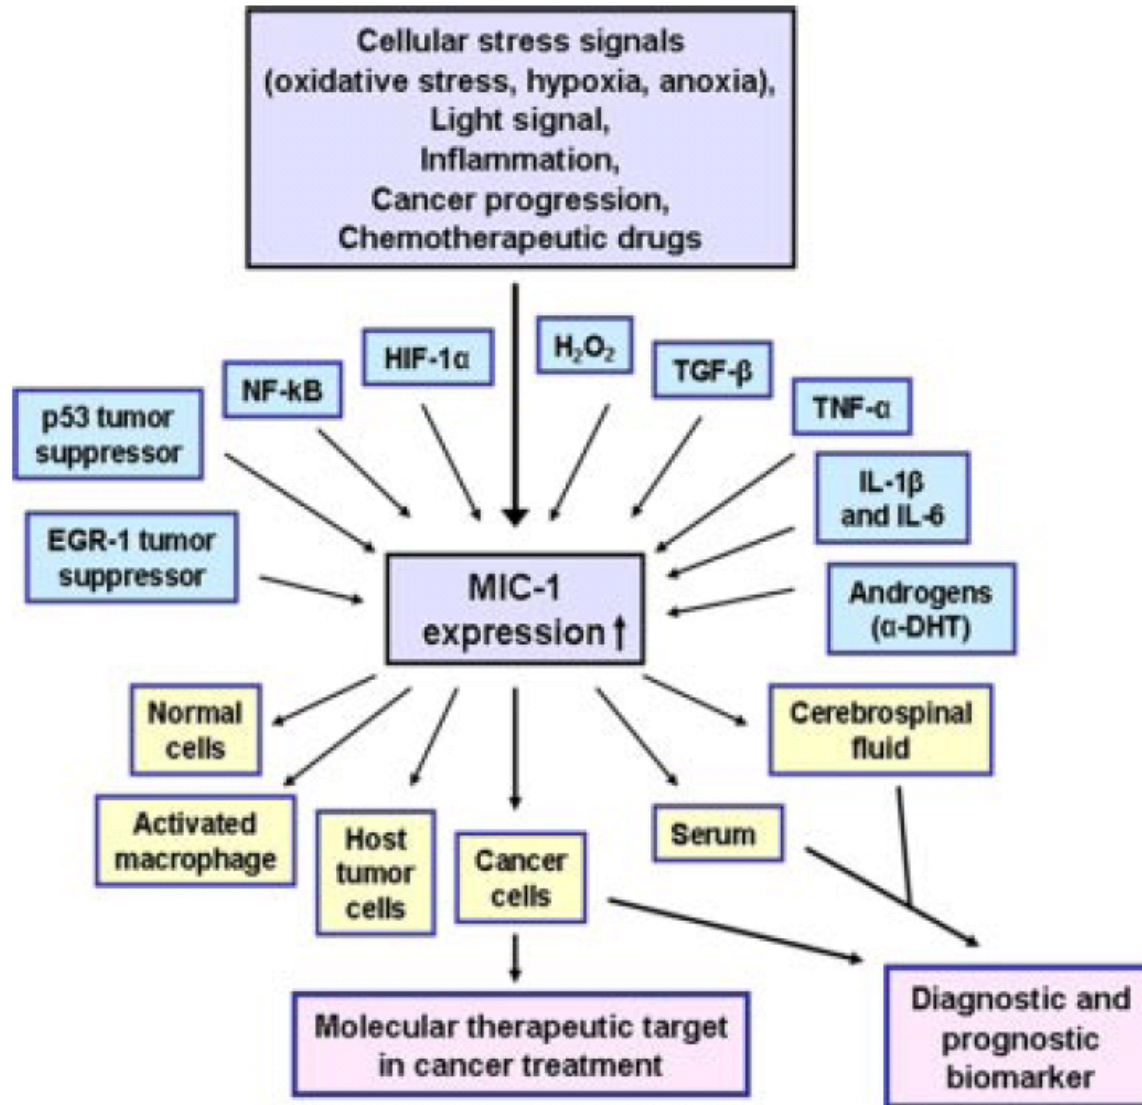 Cellular stress signals
(oxidative stress, hypoxia, anoxia),
Light signal,
Inflammation,
Cancer progression,
Chemotherapeutic drugs
p53 tumor
suppressor
NF-kB
HIF-1α
H₂O₂
TGF-β
TNF-α
IL-1β
and IL-6
EGR-1 tumor
suppressor
Androgens
(α-DHT)
MIC-1
expression↑
Normal
cells
Activated
macrophage
Host
tumor
cells
Cancer
cells
Serum
Cerebrospinal
fluid
Molecular therapeutic target
in cancer treatment
Diagnostic and
prognostic
biomarker